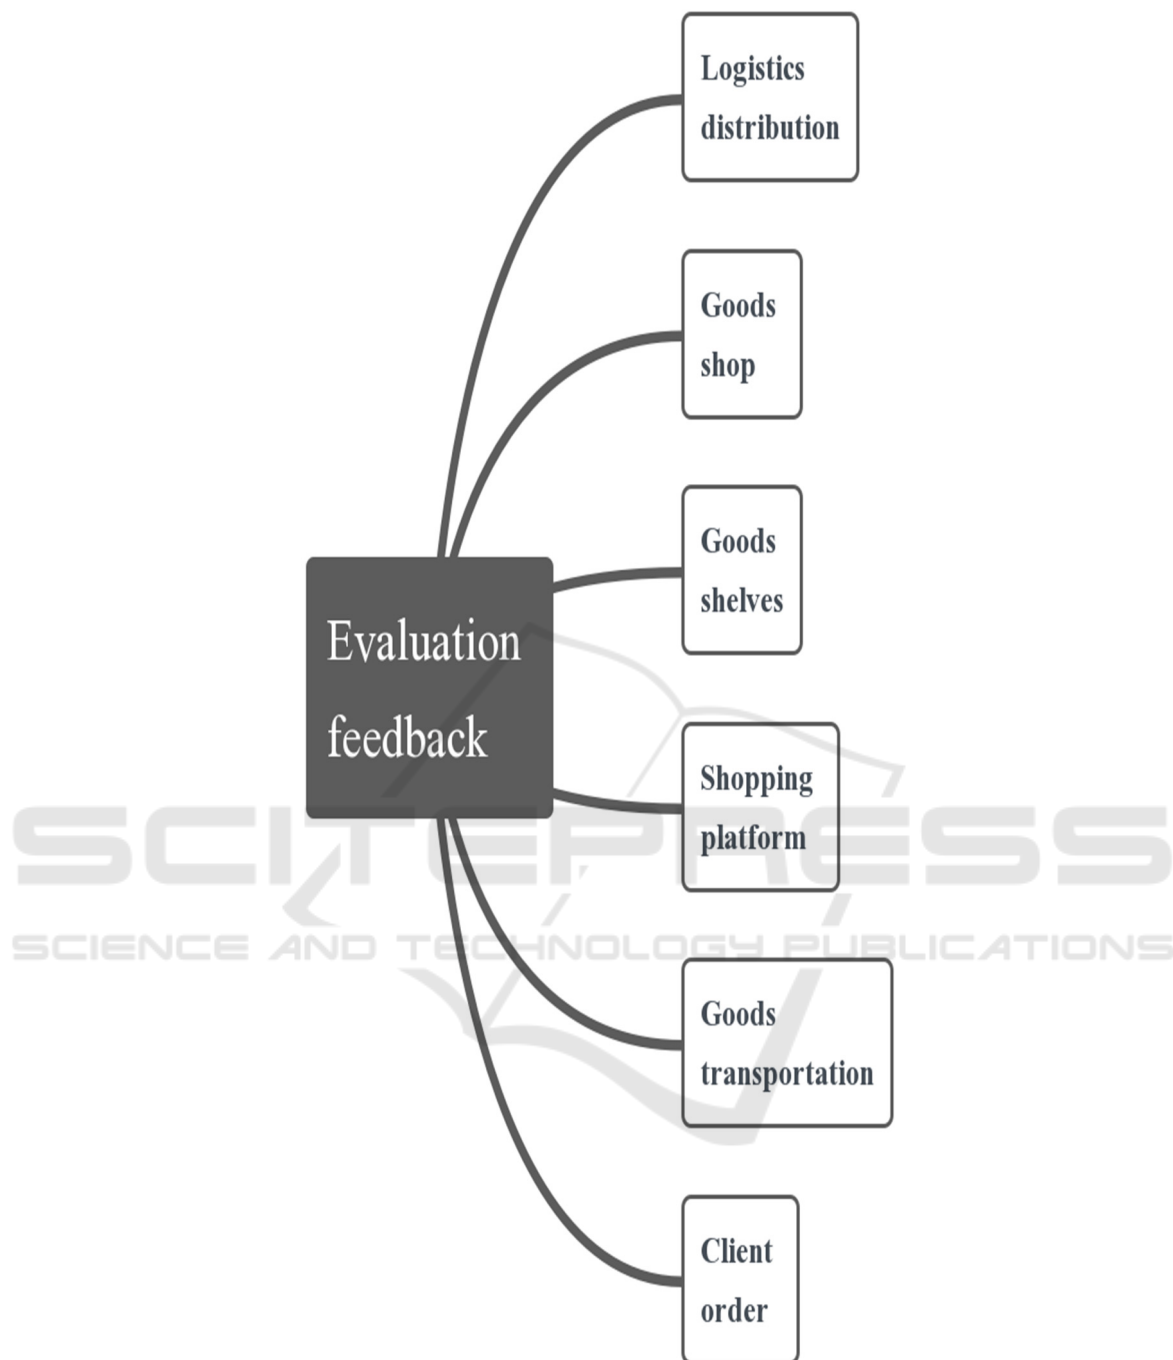 Logistics
distribution
Goods
shop
Goods
shelves
Evaluation
feedback
Shopping
platform
SCITEPRESS
SCIENCE AND TECHNOLOGY PUBLICATIONS
Goods
transportation
Client
order